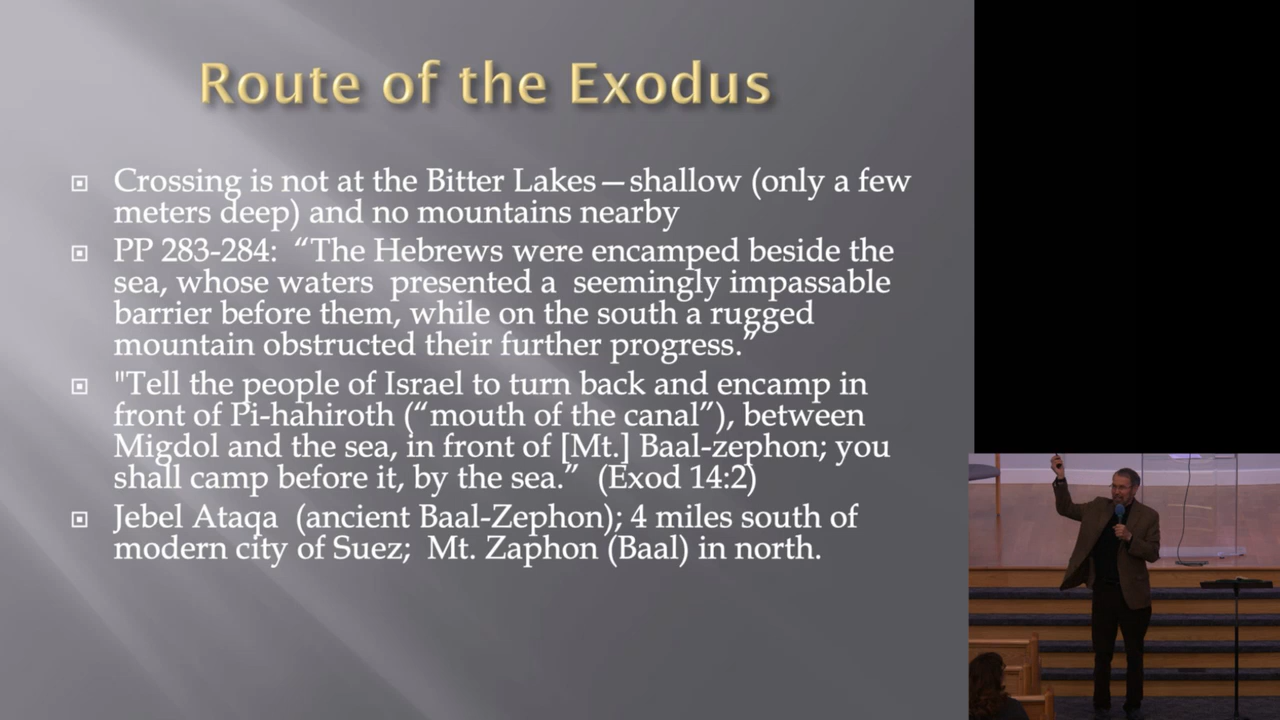 Route of the Exodus
Crossing is not at the Bitter Lakes—shallow (only a few
meters deep) and no mountains nearby
PP 283-284:  “The Hebrews were encamped beside the
sea, whose waters  presented a  seemingly impassable
barrier before them, while on the south a rugged
mountain obstructed their further progress.”
"Tell the people of Israel to turn back and encamp in
front of Pi-hahiroth (“mouth of the canal”), between
Migdol and the sea, in front of [Mt.] Baal-zephon; you
shall camp before it, by the sea.”  (Exod 14:2)
Jebel Ataqa  (ancient Baal-Zephon); 4 miles south of
modern city of Suez;  Mt. Zaphon (Baal) in north.